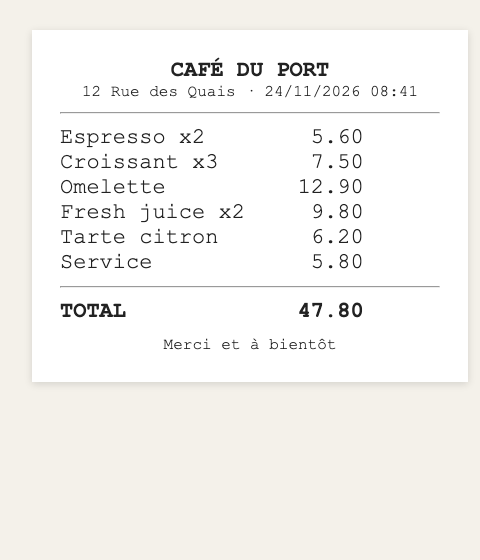 CAFÉ DU PORT
12 Rue des Quais · 24/11/2026 08:41
Espresso x2 5.60
Croissant x3 7.50
Omelette 12.90
Fresh juice x2 9.80
Tarte citron 6.20
Service 5.80
TOTAL 47.80
Merci et à bientôt